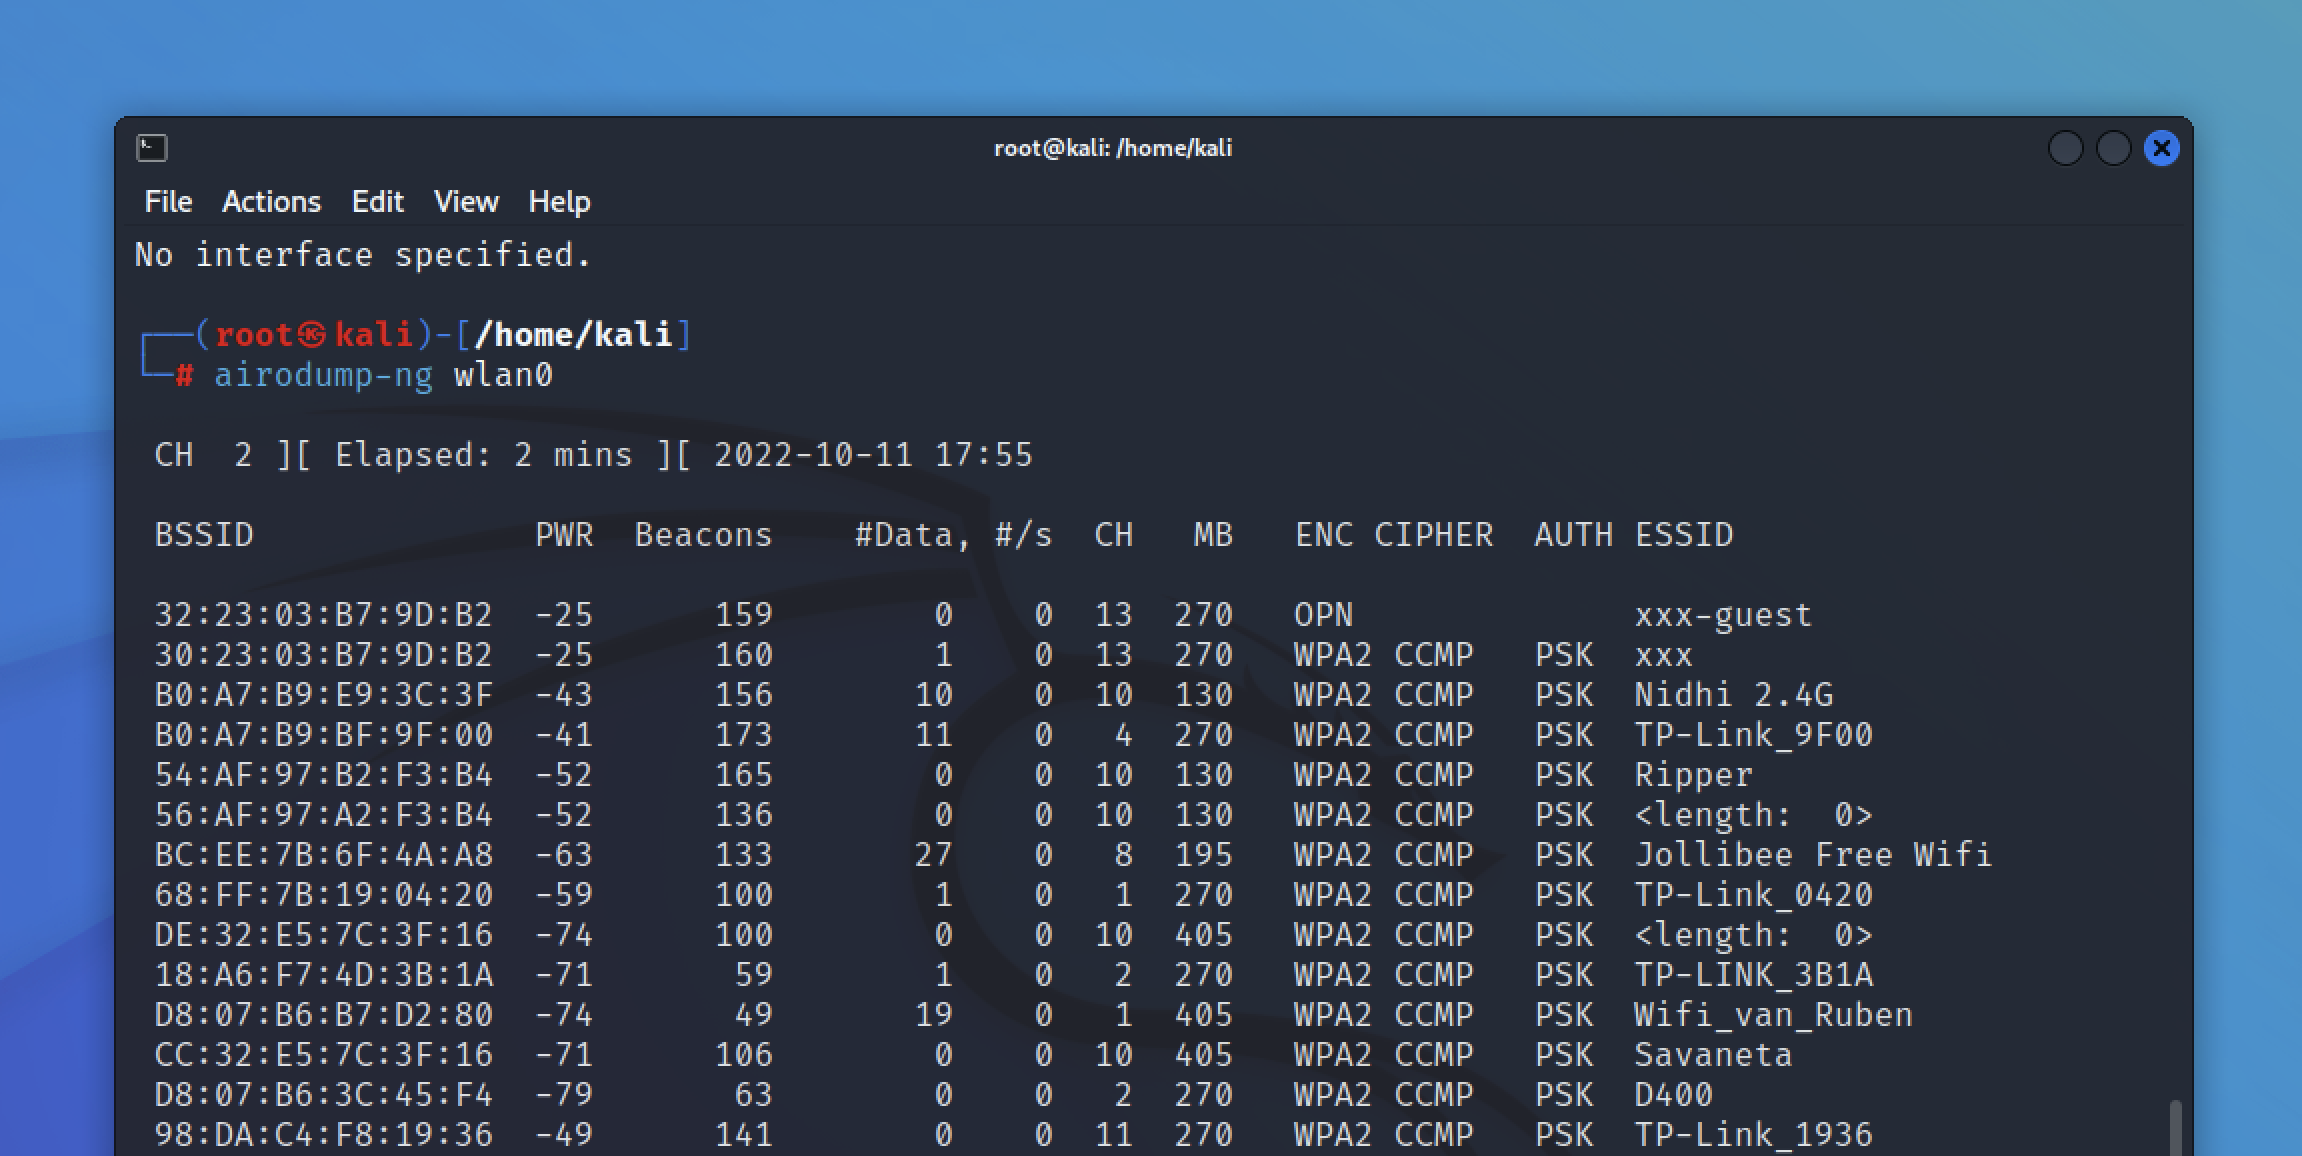 root@kali: /home/kali
File Actions Edit View Help
No interface specified.
(root㉿kali)-[/home/kali]
# airodump-ng wlan0
CH  2 ][ Elapsed: 2 mins ][ 2022-10-11 17:55
BSSID              PWR  Beacons    #Data, #/s  CH   MB   ENC CIPHER  AUTH ESSID
32:23:03:B7:9D:B2  -25      159        0    0  13  270   OPN              xxx-guest
30:23:03:B7:9D:B2  -25      160        1    0  13  270   WPA2 CCMP   PSK  xxx
B0:A7:B9:E9:3C:3F  -43      156       10    0  10  130   WPA2 CCMP   PSK  Nidhi 2.4G
B0:A7:B9:BF:9F:00  -41      173       11    0   4  270   WPA2 CCMP   PSK  TP-Link_9F00
54:AF:97:B2:F3:B4  -52      165        0    0  10  130   WPA2 CCMP   PSK  Ripper
56:AF:97:A2:F3:B4  -52      136        0    0  10  130   WPA2 CCMP   PSK  <length:  0>
BC:EE:7B:6F:4A:A8  -63      133       27    0   8  195   WPA2 CCMP   PSK  Jollibee Free Wifi
68:FF:7B:19:04:20  -59      100        1    0   1  270   WPA2 CCMP   PSK  TP-Link_0420
DE:32:E5:7C:3F:16  -74      100        0    0  10  405   WPA2 CCMP   PSK  <length:  0>
18:A6:F7:4D:3B:1A  -71       59        1    0   2  270   WPA2 CCMP   PSK  TP-LINK_3B1A
D8:07:B6:B7:D2:80  -74       49       19    0   1  405   WPA2 CCMP   PSK  Wifi_van_Ruben
CC:32:E5:7C:3F:16  -71      106        0    0  10  405   WPA2 CCMP   PSK  Savaneta
D8:07:B6:3C:45:F4  -79       63        0    0   2  270   WPA2 CCMP   PSK  D400
98:DA:C4:F8:19:36  -49      141        0    0  11  270   WPA2 CCMP   PSK  TP-Link_1936